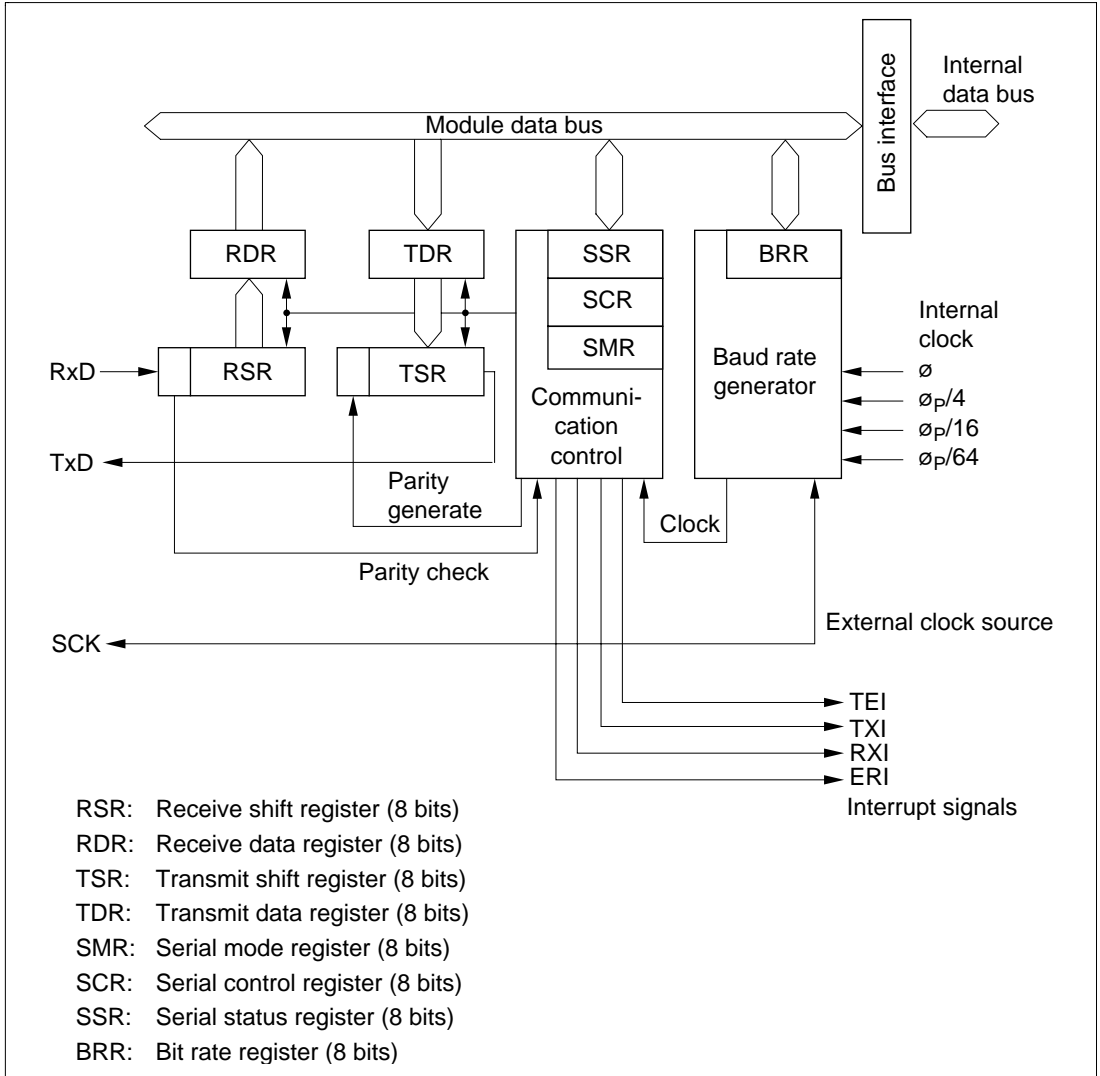 Internal
data bus
Bus interface
Module data bus
RDR
TDR
SSR
BRR
SCR
SMR
Internal
clock
RxD
RSR
TSR
Baud rate
generator
ø
øP/4
øP/16
øP/64
Communi-
cation
control
TxD
Parity
generate
Clock
Parity check
External clock source
SCK
TEI
TXI
RXI
ERI
Interrupt signals
RSR: Receive shift register (8 bits)
RDR: Receive data register (8 bits)
TSR: Transmit shift register (8 bits)
TDR: Transmit data register (8 bits)
SMR: Serial mode register (8 bits)
SCR: Serial control register (8 bits)
SSR: Serial status register (8 bits)
BRR: Bit rate register (8 bits)